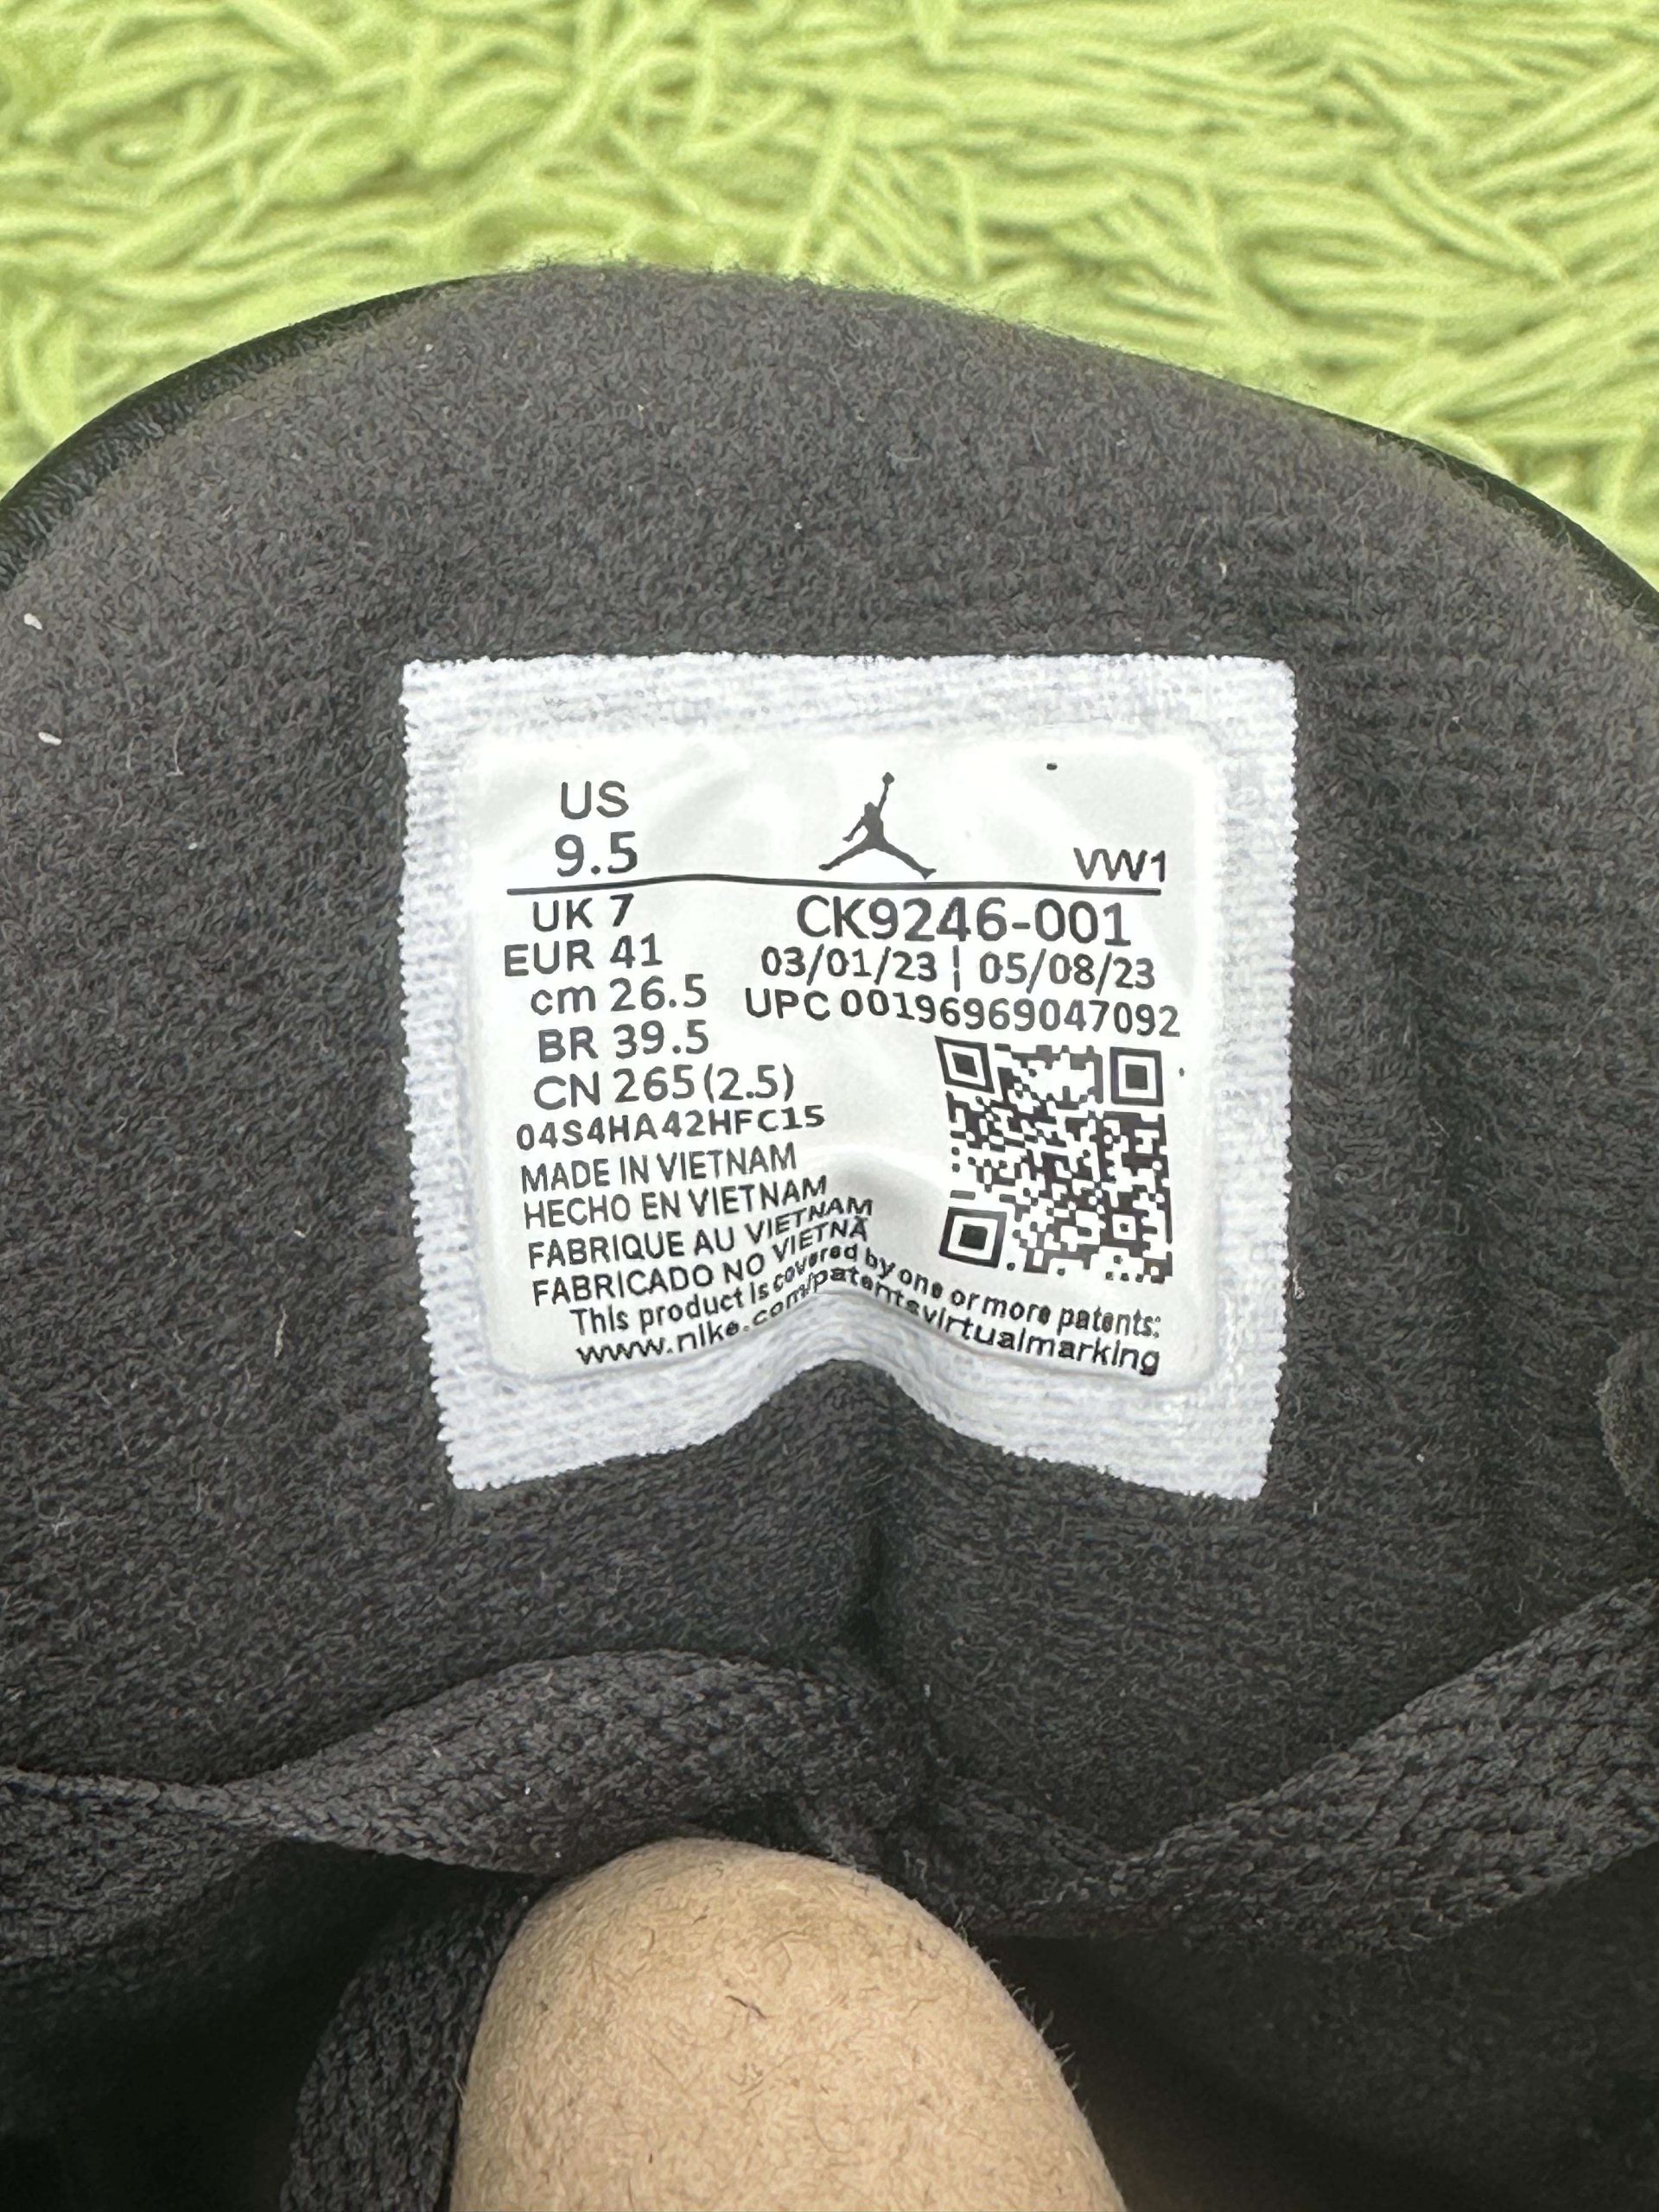 US
9.5
VW1
UK 7
EUR 41
cm 26.5
BR 39.5
CN 265(2.5)
04S4HA42HFC15
CK9246-001
03/01/23 | 05/08/23
UPC 00196969047092
MADE IN VIETNAM
HECHO EN VIETNAM
FABRIQUE AU VIETNAM
FABRICADO NO VIETNÃ
This product is covered by one or more patents:
www.nike.com/patentsvirtualmarking